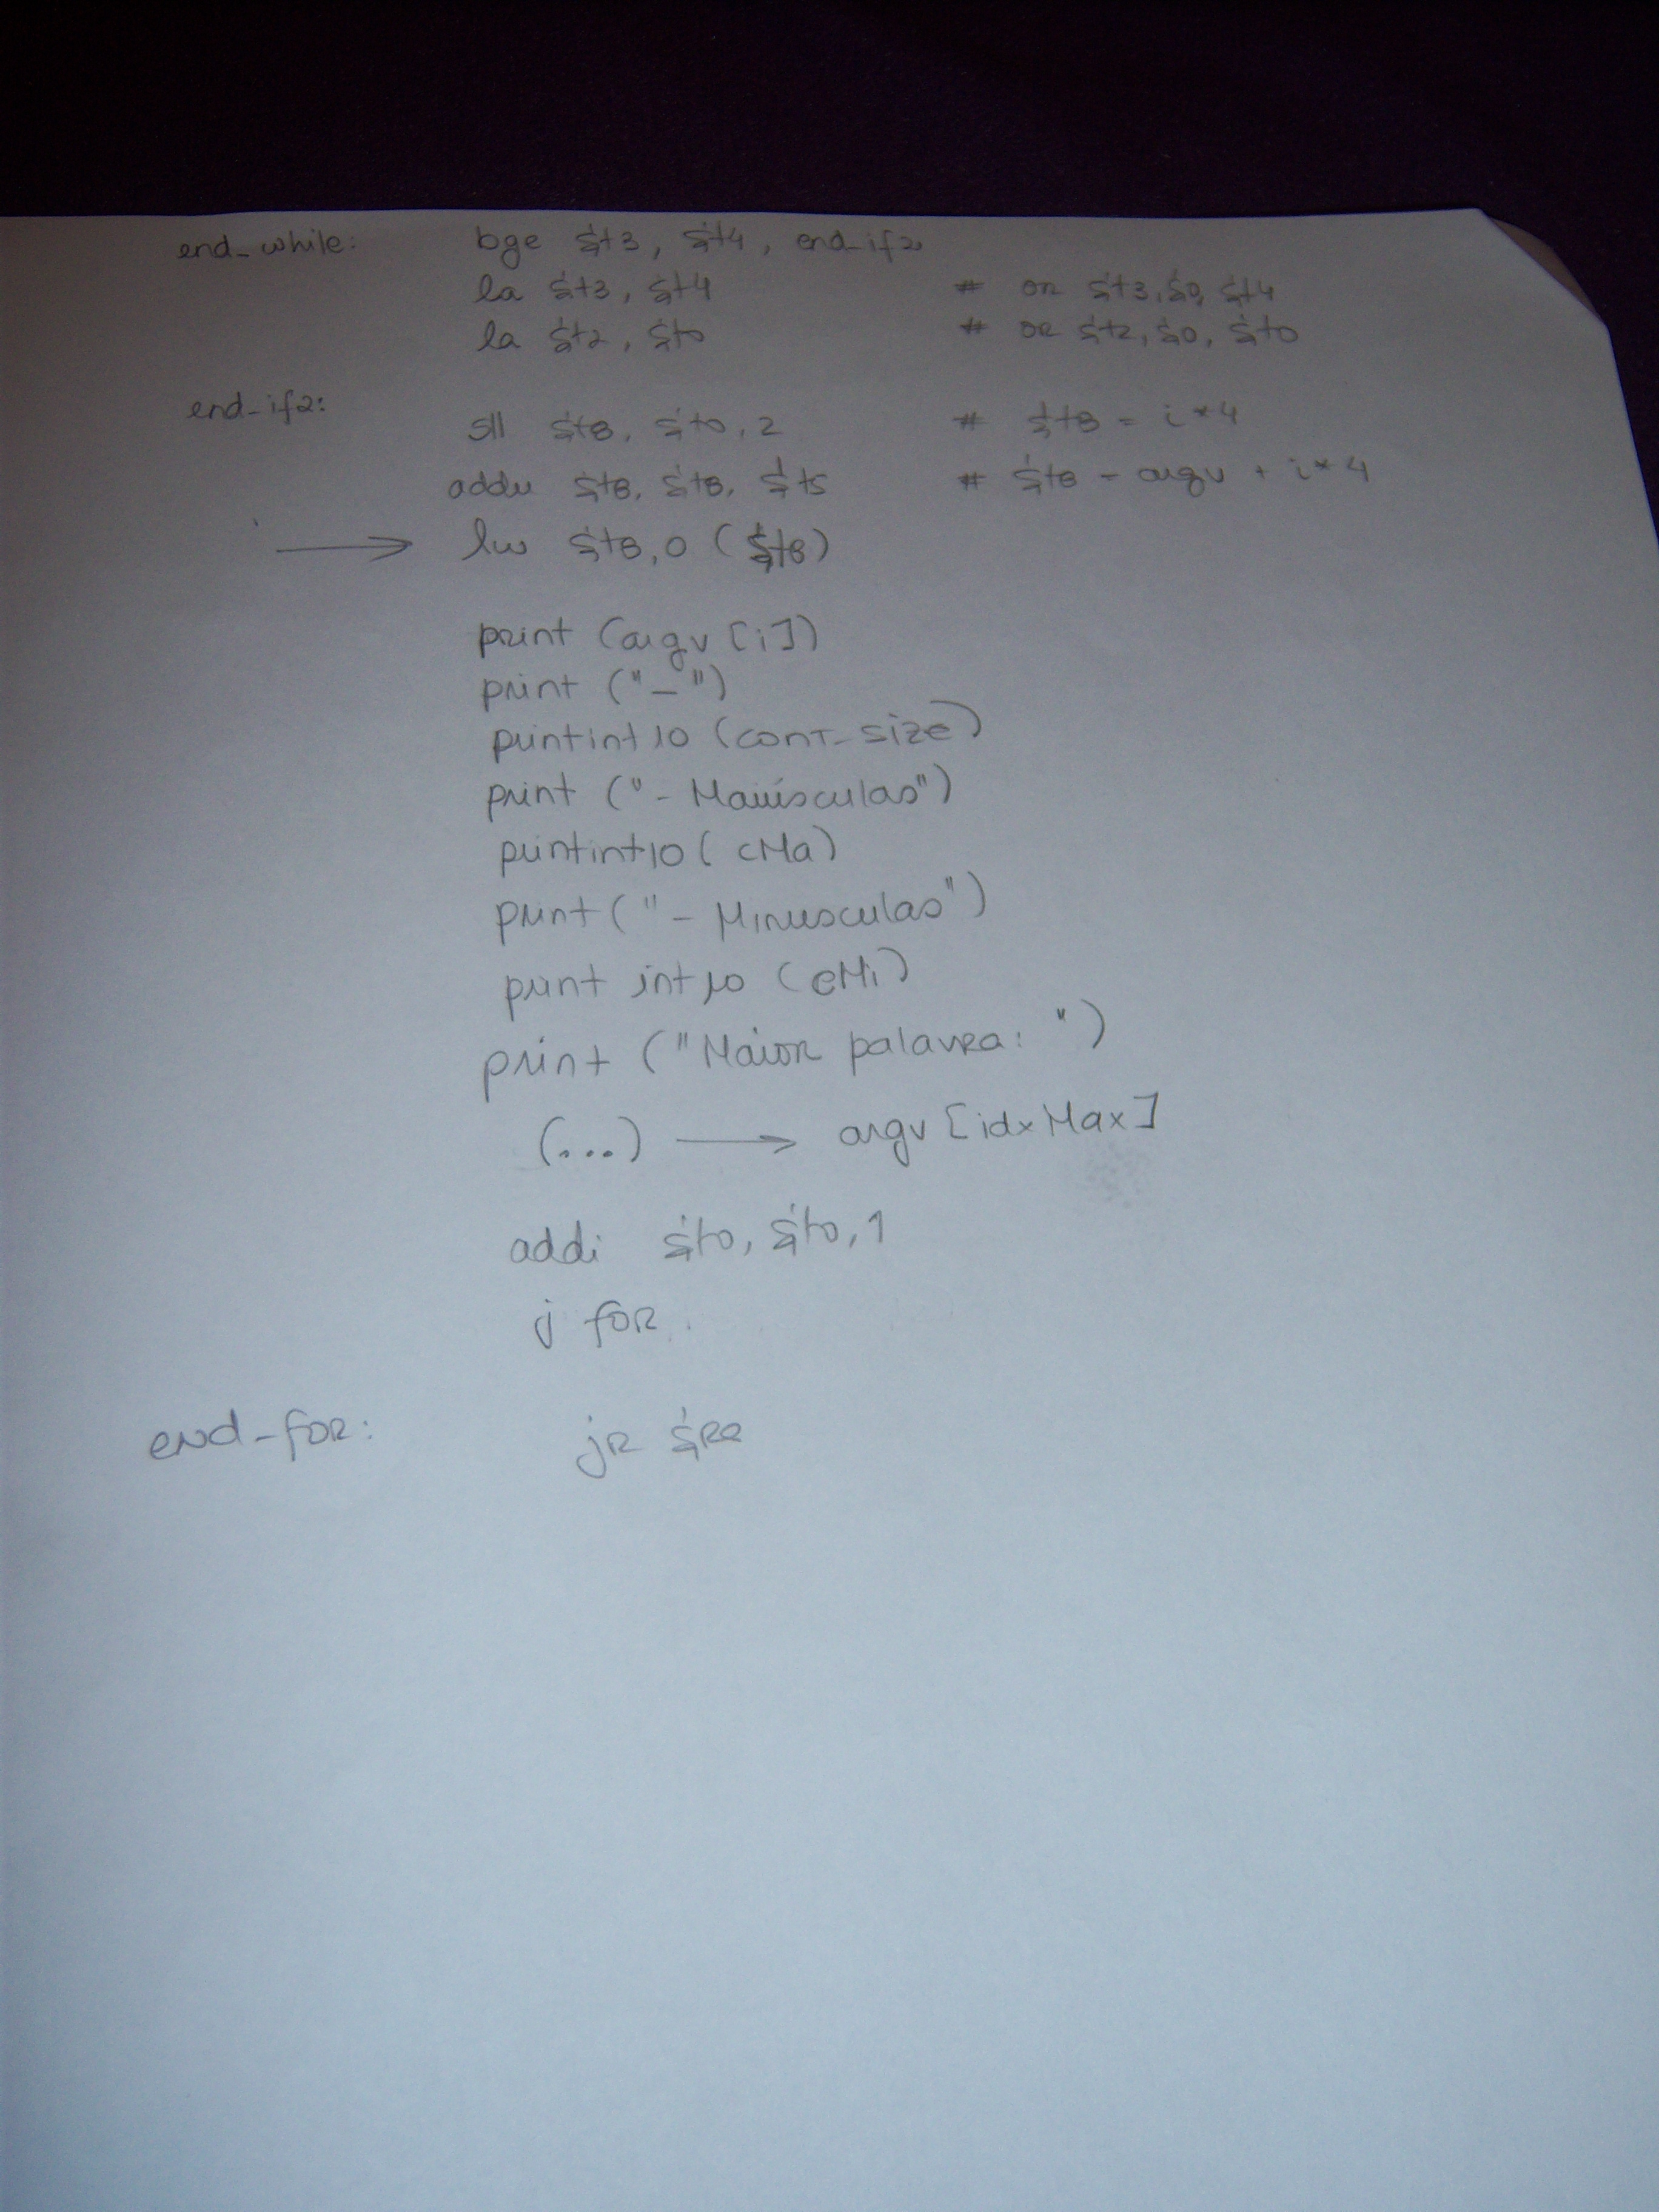 end_while: bge $t3, $t4, end_if2
la $t3, $t4 # or $t3, $0, $t4
la $t2, $t0 # or $t2, $0, $t0
end_if2:
sll $t8, $t0, 2 # $t8 = i*4
addu $t8, $t8, $t5 # $t8 = argv + i*4
→ lw $t8, 0 ($t8)
print (argv [i])
print ("-")
printint10 (cont_size)
print ("- Maiúsculas")
printint10 ( cMa)
print ("- Minusculas")
print int10 (cMi)
print ("Maior palavra: ")
(...) → argv [idxMax]
addi $t0, $t0, 1
j for
end_for: jr $ra